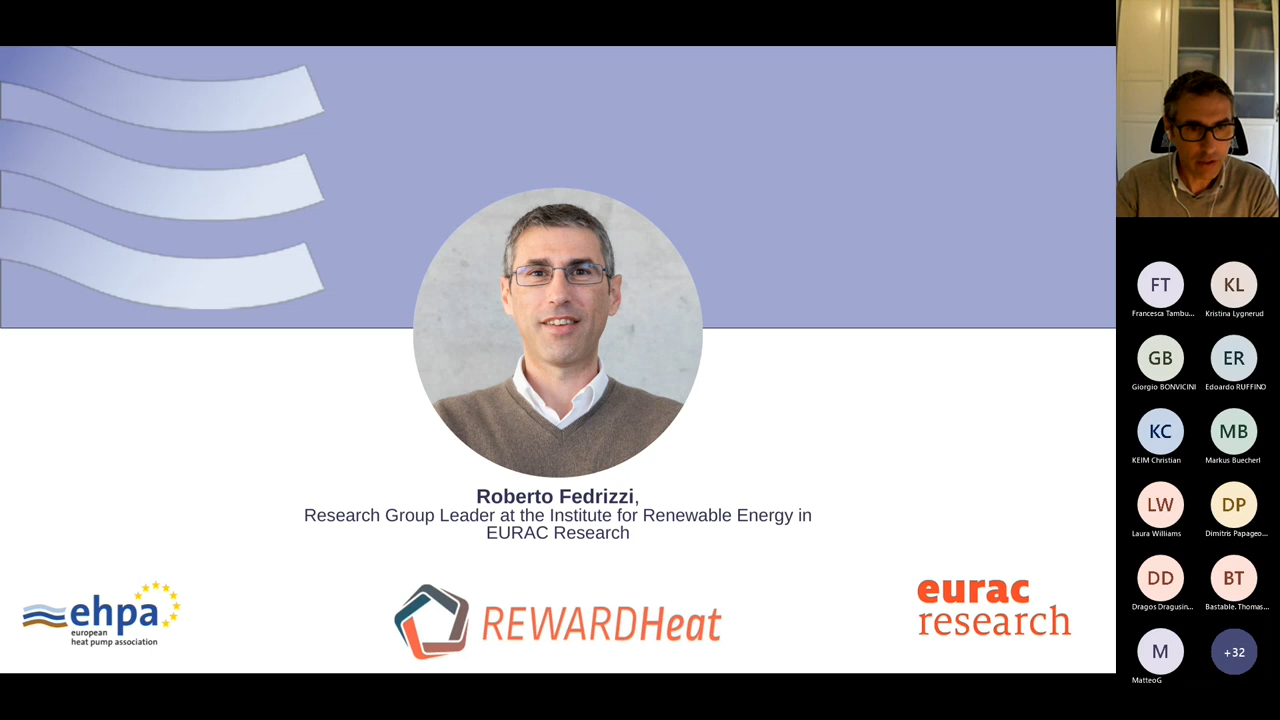 Roberto Fedrizzi,
Research Group Leader at the Institute for Renewable Energy in
EURAC Research
ehpa
european
heat pump association
REWARDHeat
eurac
research
FT
Francesca Tambu...
KL
Kristina Lygnerud
GB
Giorgio BONVICINI
ER
Edoardo RUFFINO
KC
KEIM Christian
MB
Markus Buecherl
LW
Laura Williams
DP
Dimitris Papageo...
DD
Dragos Dragusin...
BT
Bastable. Thomas...
M
MatteoG
+32